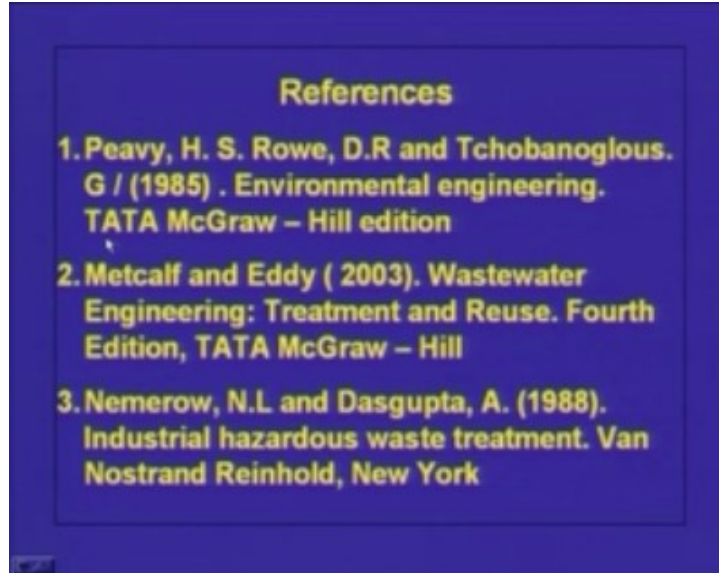 References
1. Peavy, H. S. Rowe, D.R and Tchobanoglous.
G / (1985) . Environmental engineering.
TATA McGraw – Hill edition
2. Metcalf and Eddy ( 2003). Wastewater
Engineering: Treatment and Reuse. Fourth
Edition, TATA McGraw – Hill
3. Nemerow, N.L and Dasgupta, A. (1988).
Industrial hazardous waste treatment. Van
Nostrand Reinhold, New York